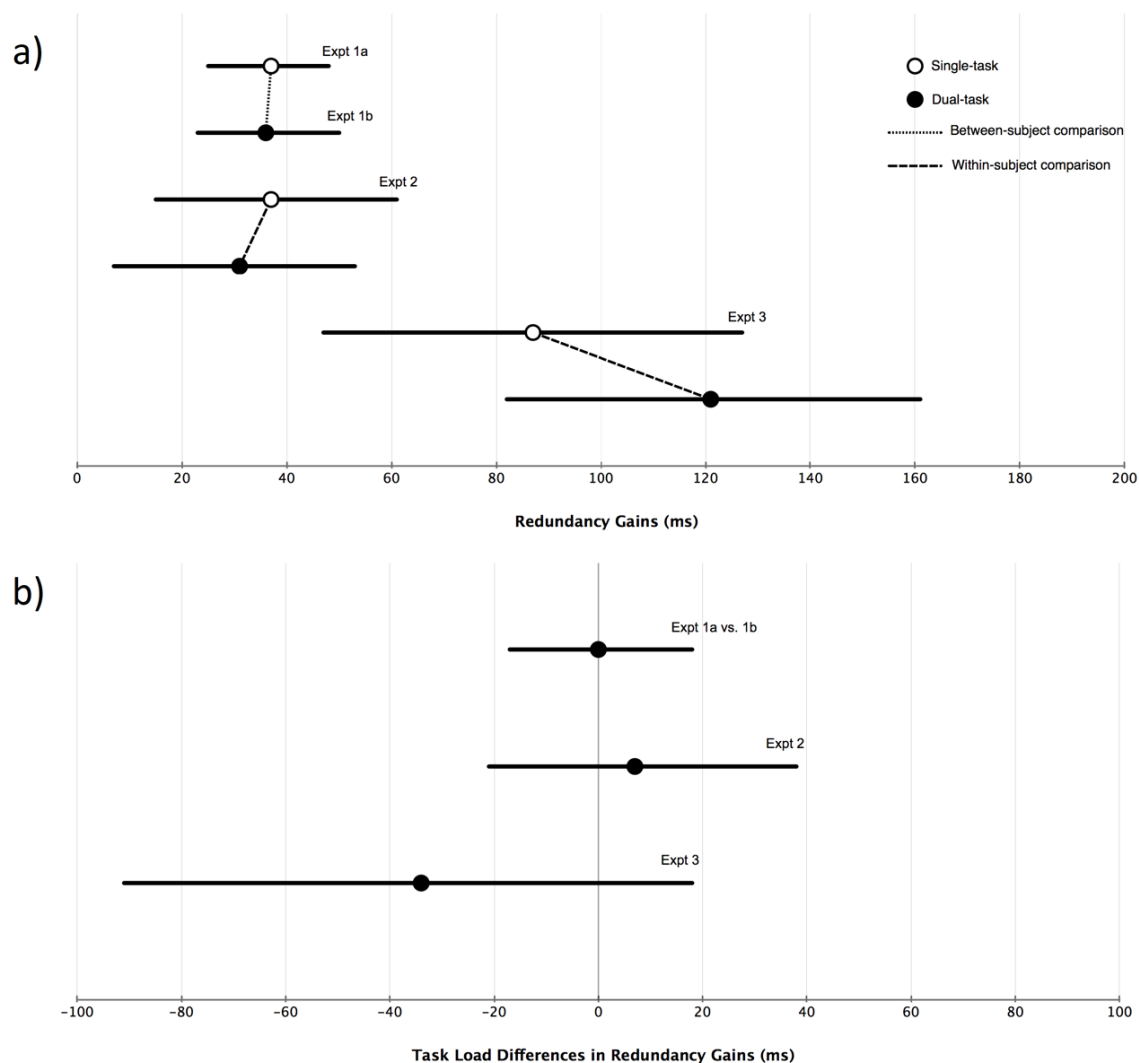 a)
Expt 1a
Single-task
Dual-task
Expt 1b
Between-subject comparison
Within-subject comparison
Expt 2
Expt 3
0 20 40 60 80 100 120 140 160 180 200
Redundancy Gains (ms)
b)
Expt 1a vs. 1b
Expt 2
Expt 3
−100 −80 −60 −40 −20 0 20 40 60 80 100
Task Load Differences in Redundancy Gains (ms)